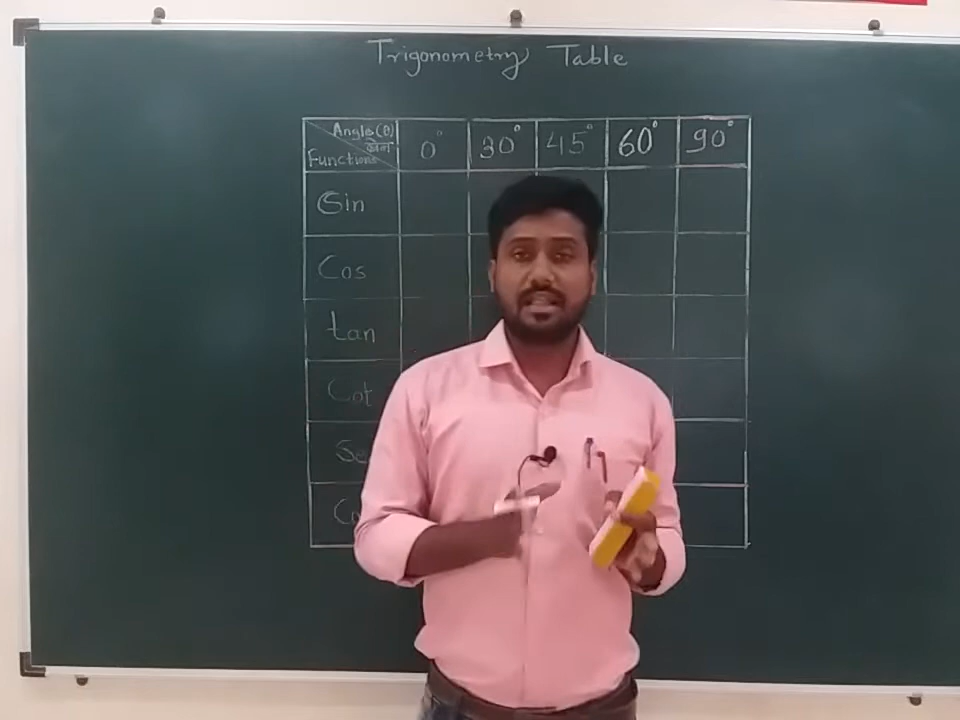 Trigonometry Table
Angle(θ)
कोण
Functions
0° 30° 45° 60° 90°
Sin
Cos
tan
Cot